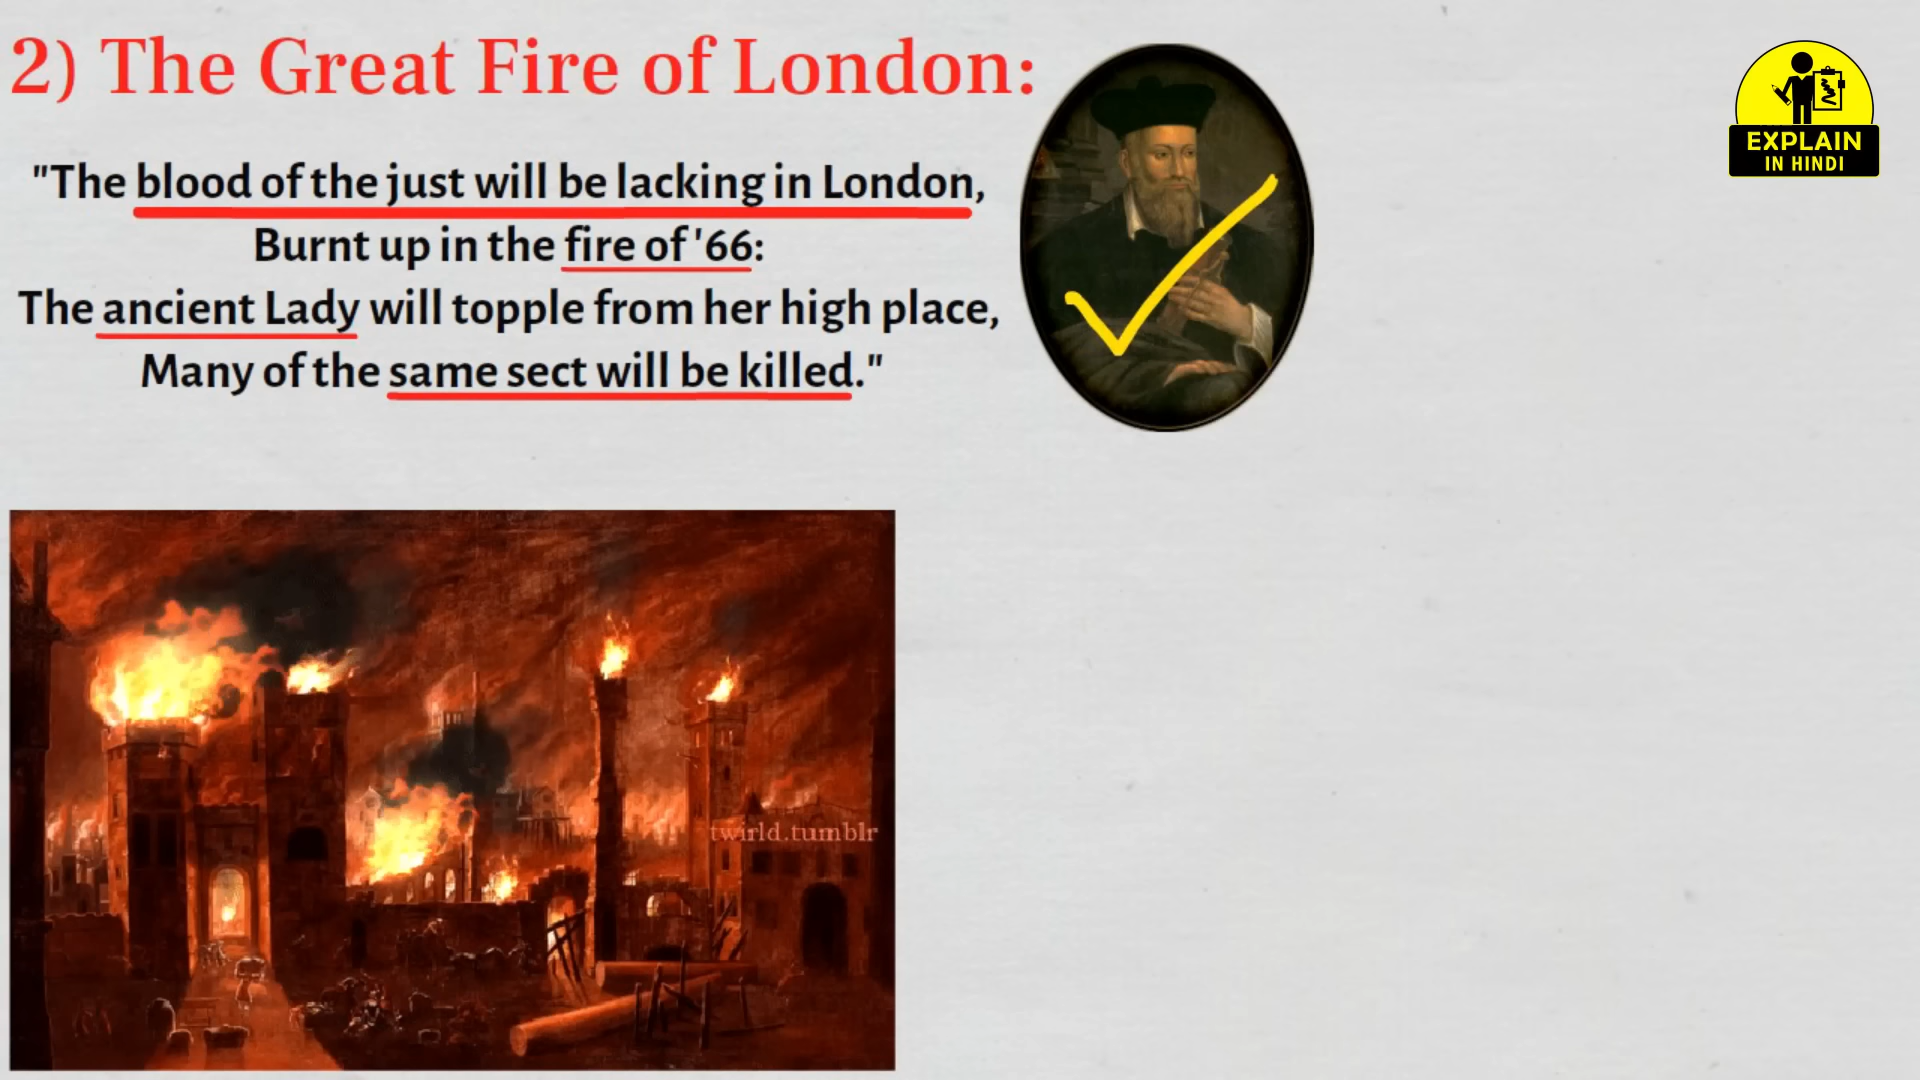 2) The Great Fire of London:
"The blood of the just will be lacking in London,
Burnt up in the fire of '66:
The ancient Lady will topple from her high place,
Many of the same sect will be killed."
EXPLAIN
IN HINDI
twirld.tumblr